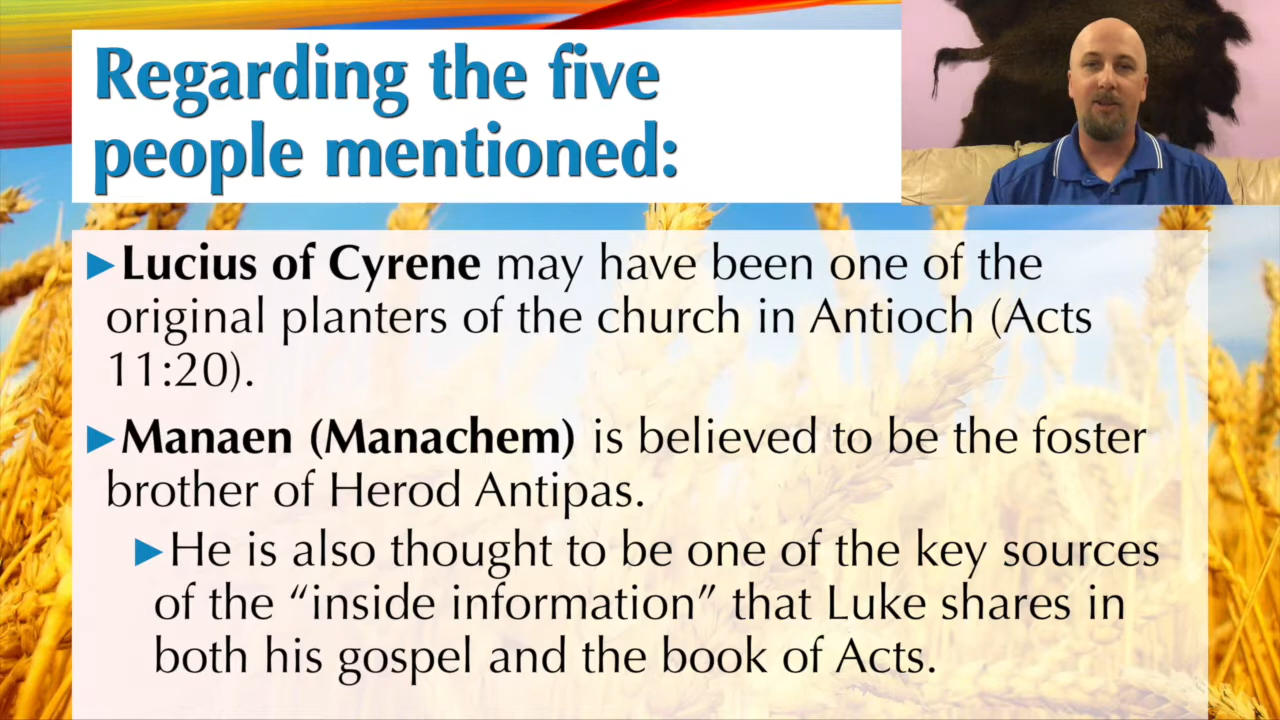 Regarding the five
people mentioned:
►Lucius of Cyrene may have been one of the
original planters of the church in Antioch (Acts
11:20).
►Manaen (Manachem) is believed to be the foster
brother of Herod Antipas.
►He is also thought to be one of the key sources
of the “inside information” that Luke shares in
both his gospel and the book of Acts.